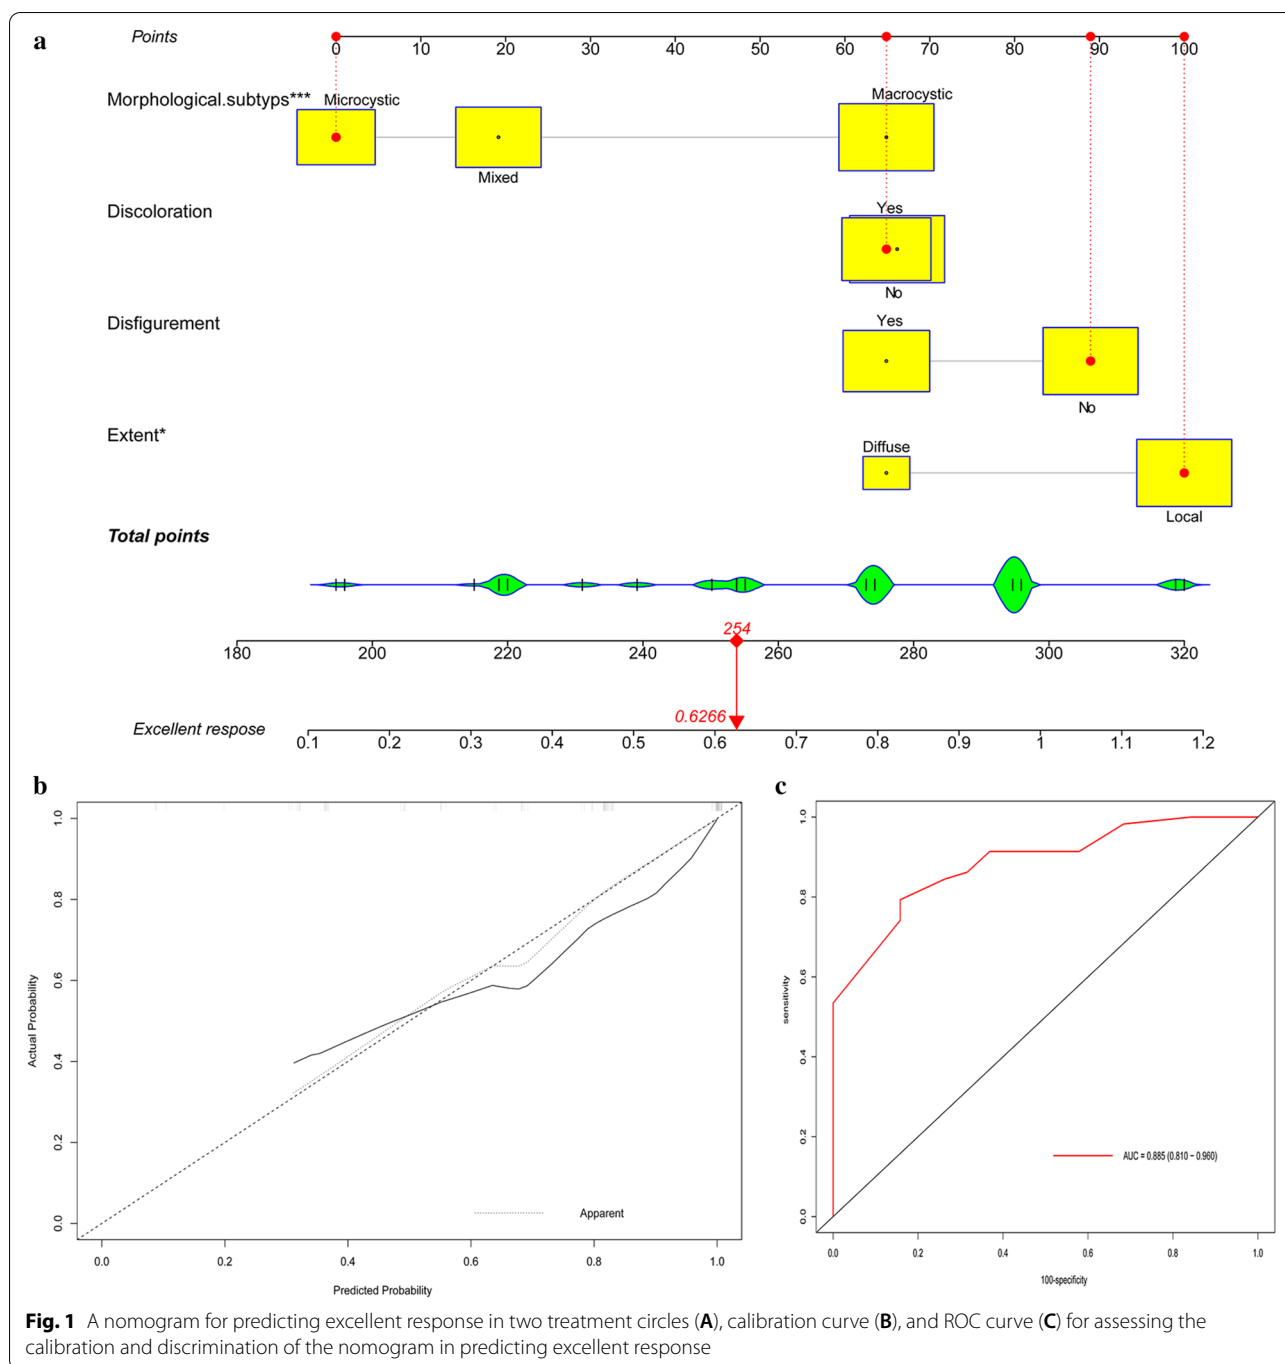 a
Points
0 10 20 30 40 50 60 70 80 90 100
Morphological.subtyps*** Microcystic Macrocystic
Mixed
Discoloration Yes
No
Disfigurement Yes
No
Extent* Diffuse
Local
Total points
254
180 200 220 240 260 280 300 320
0.6266
Excellent respose
0.1 0.2 0.3 0.4 0.5 0.6 0.7 0.8 0.9 1 1.1 1.2
b
Actual Probability
1.0
0.8
0.6
0.4
0.2
0.0
Apparent
0.0 0.2 0.4 0.6 0.8 1.0
Predicted Probability
c
sensitivity
1.0
0.8
0.6
0.4
0.2
0.0
AUC = 0.885 (0.810 − 0.960)
0.0 0.2 0.4 0.6 0.8 1.0
100-specificity
Fig. 1 A nomogram for predicting excellent response in two treatment circles (A), calibration curve (B), and ROC curve (C) for assessing the
calibration and discrimination of the nomogram in predicting excellent response